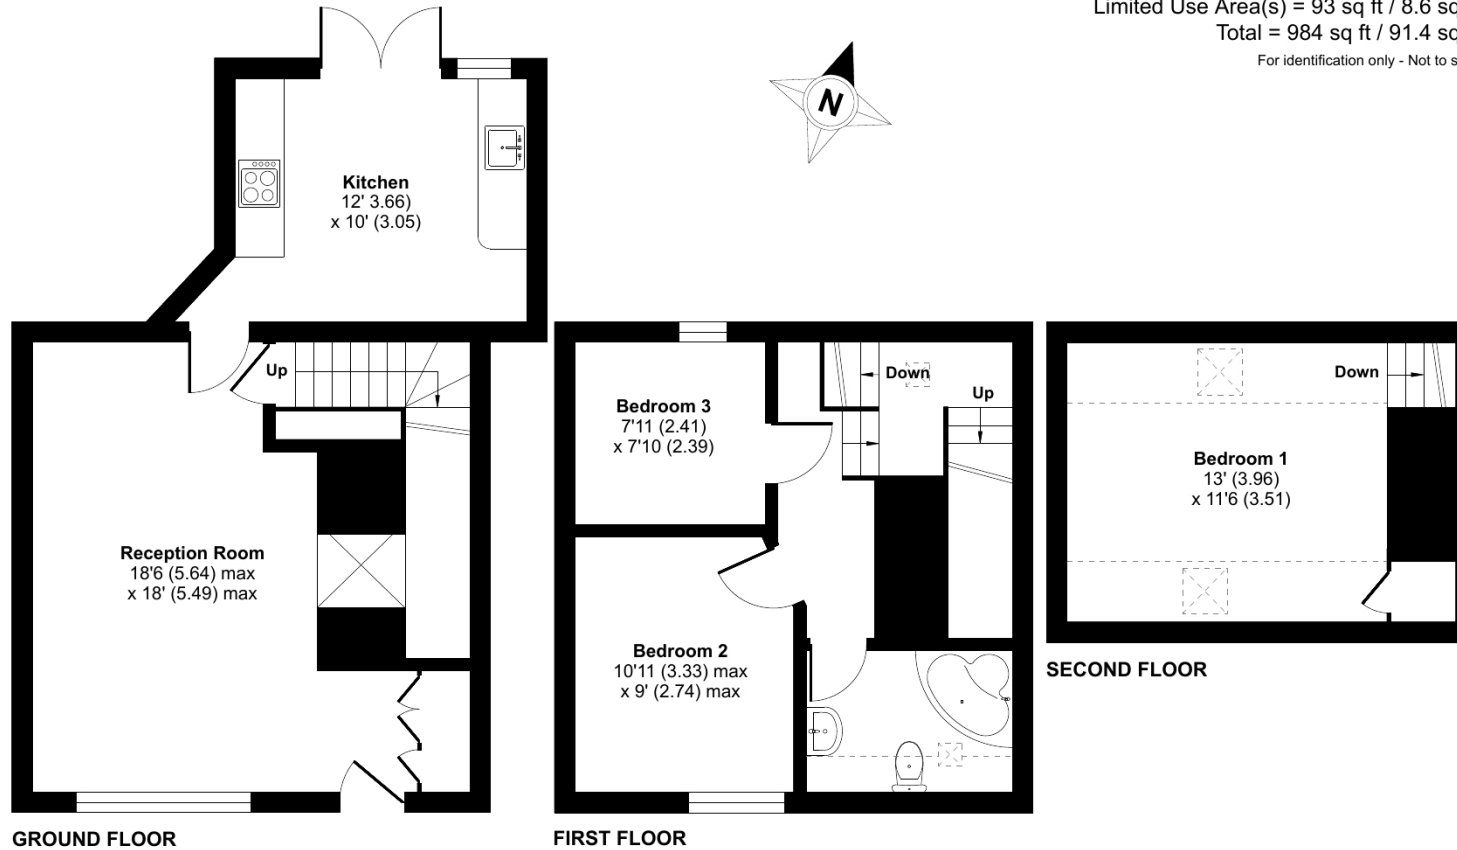 Limited Use Area(s) = 93 sq ft / 8.6 sq
Total = 984 sq ft / 91.4 sq
For identification only - Not to s
N
Kitchen
12' 3.66)
x 10' (3.05)
Up
Reception Room
18'6 (5.64) max
x 18' (5.49) max
GROUND FLOOR
Down
Up
Bedroom 3
7'11 (2.41)
x 7'10 (2.39)
Bedroom 2
10'11 (3.33) max
x 9' (2.74) max
FIRST FLOOR
Down
Bedroom 1
13' (3.96)
x 11'6 (3.51)
SECOND FLOOR